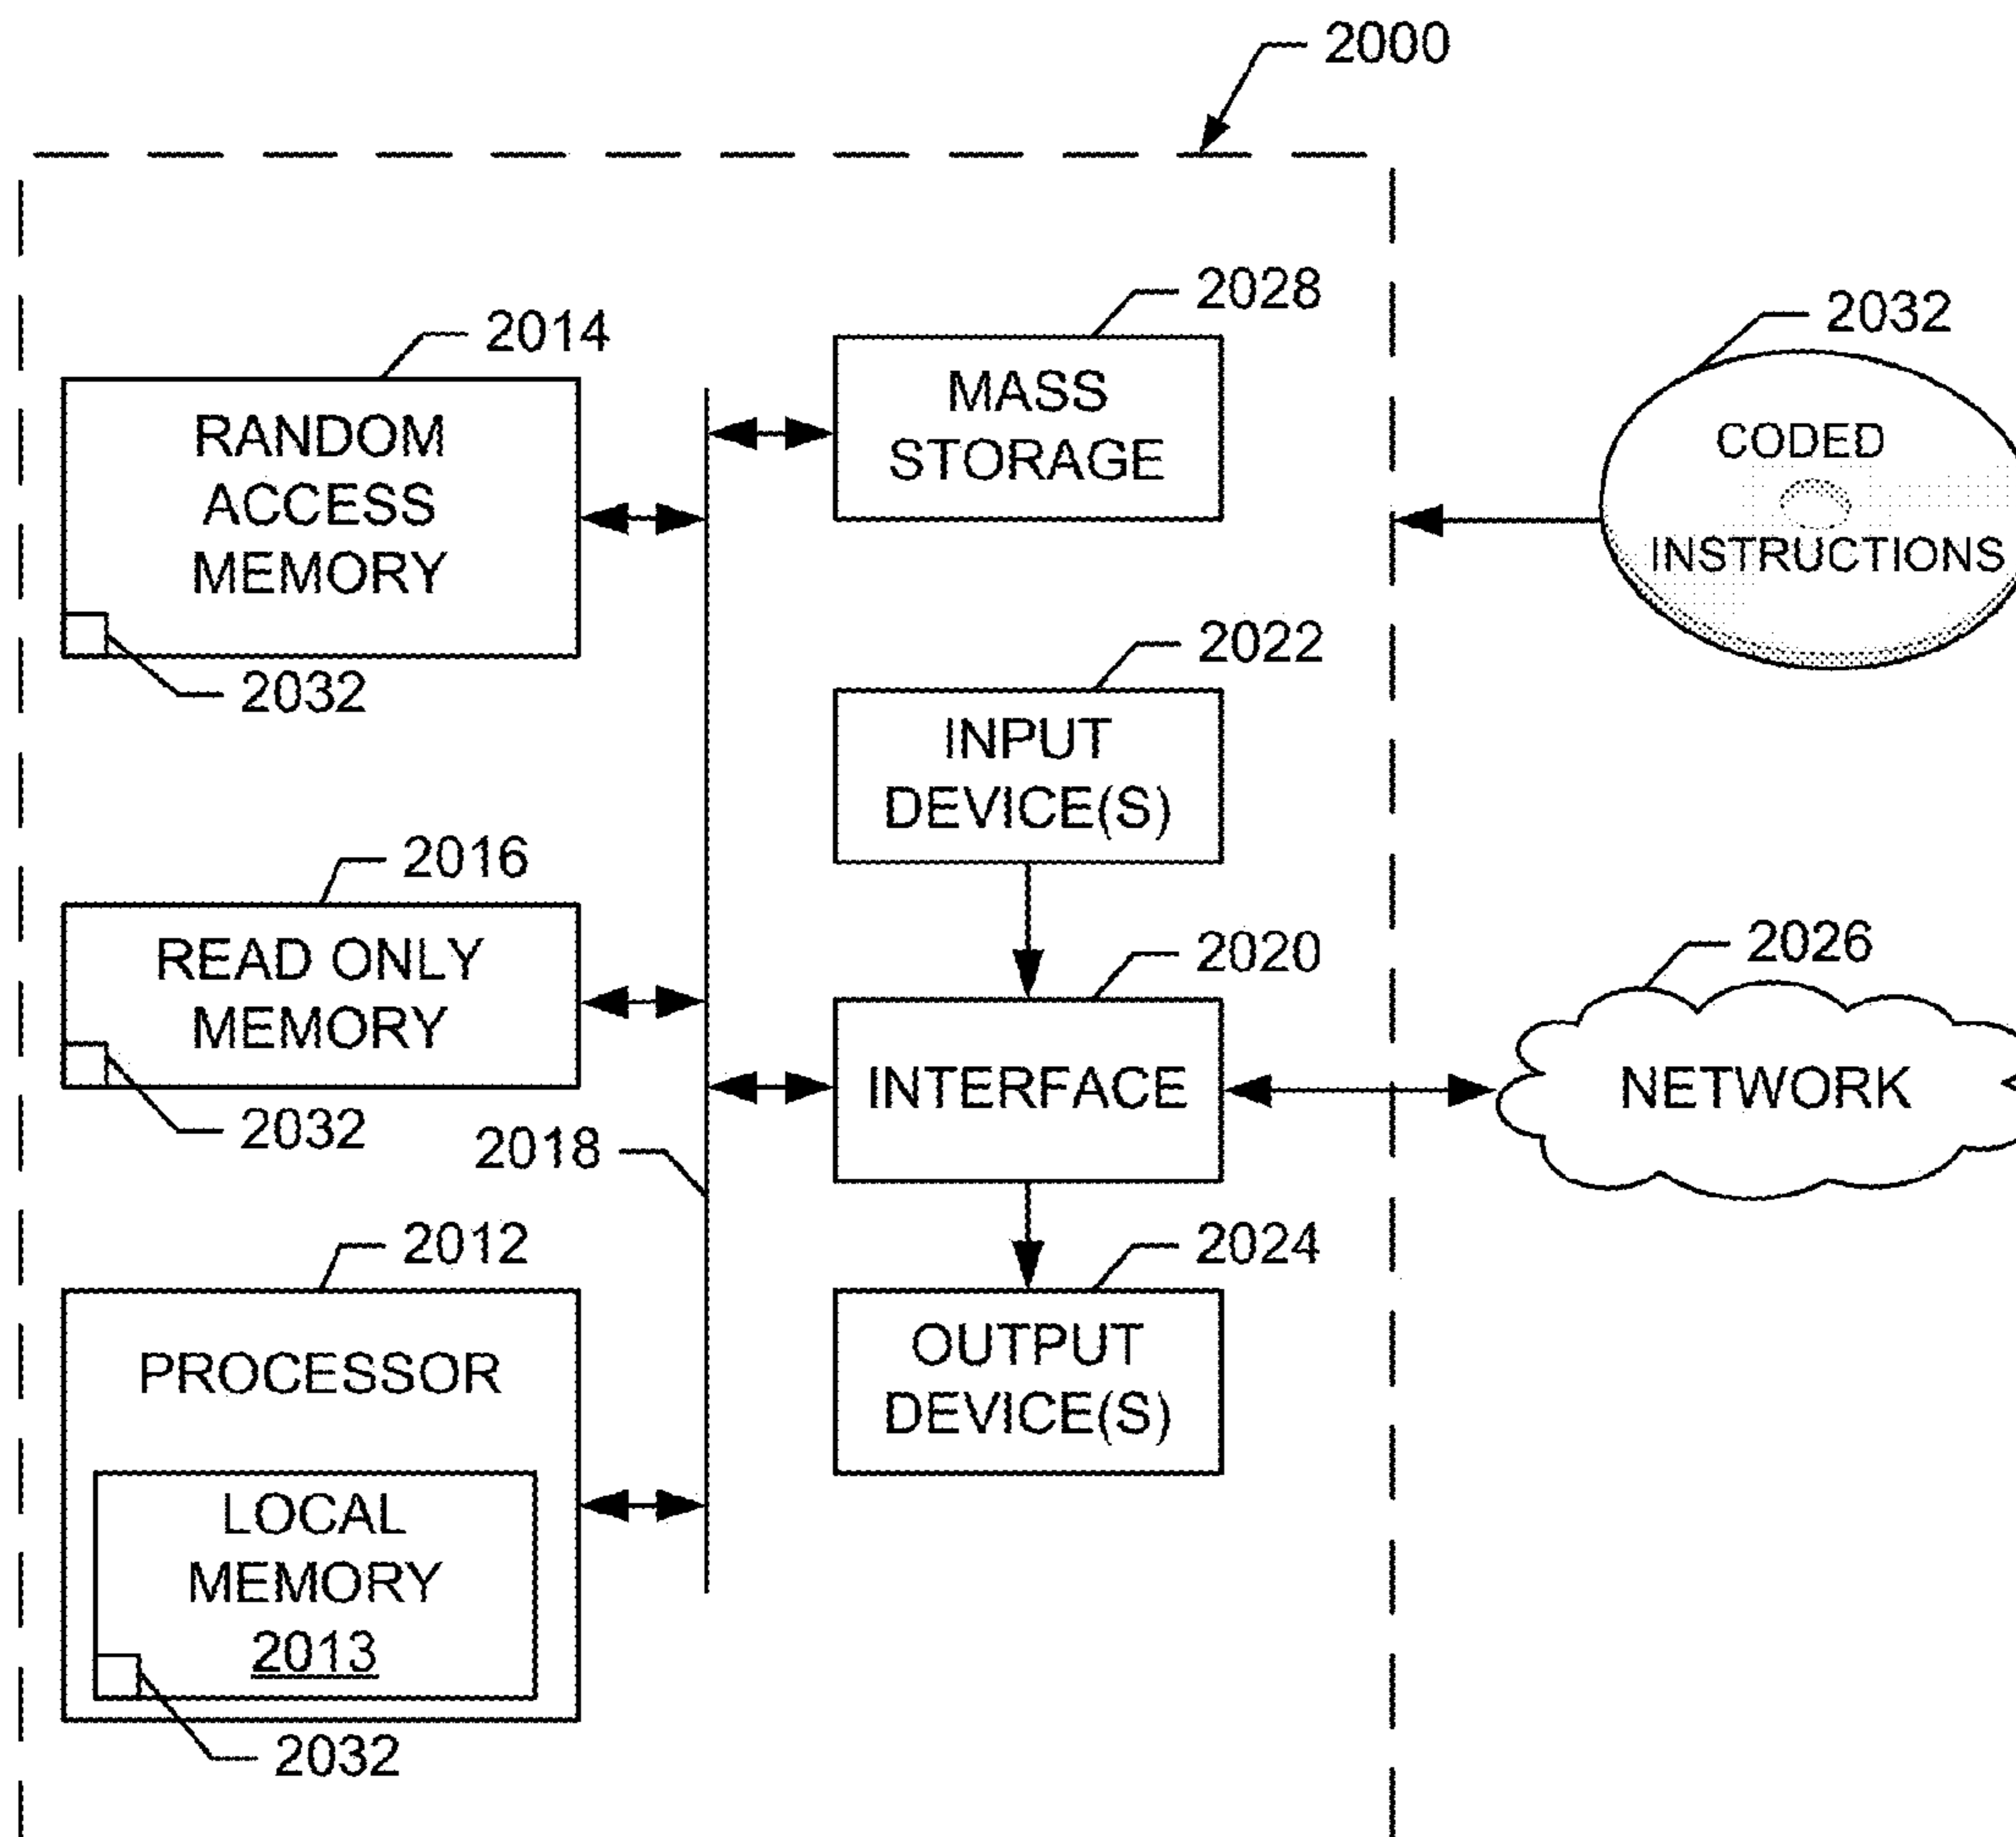 2000
2028
2014
2032
MASS
STORAGE
RANDOM
ACCESS
MEMORY
CODED
INSTRUCTIONS
2032
2022
INPUT
DEVICE(S)
2016
READ ONLY
MEMORY
2032
2020
2026
INTERFACE
NETWORK
2018
2012
2024
PROCESSOR
OUTPUT
DEVICE(S)
LOCAL
MEMORY
2013
2032